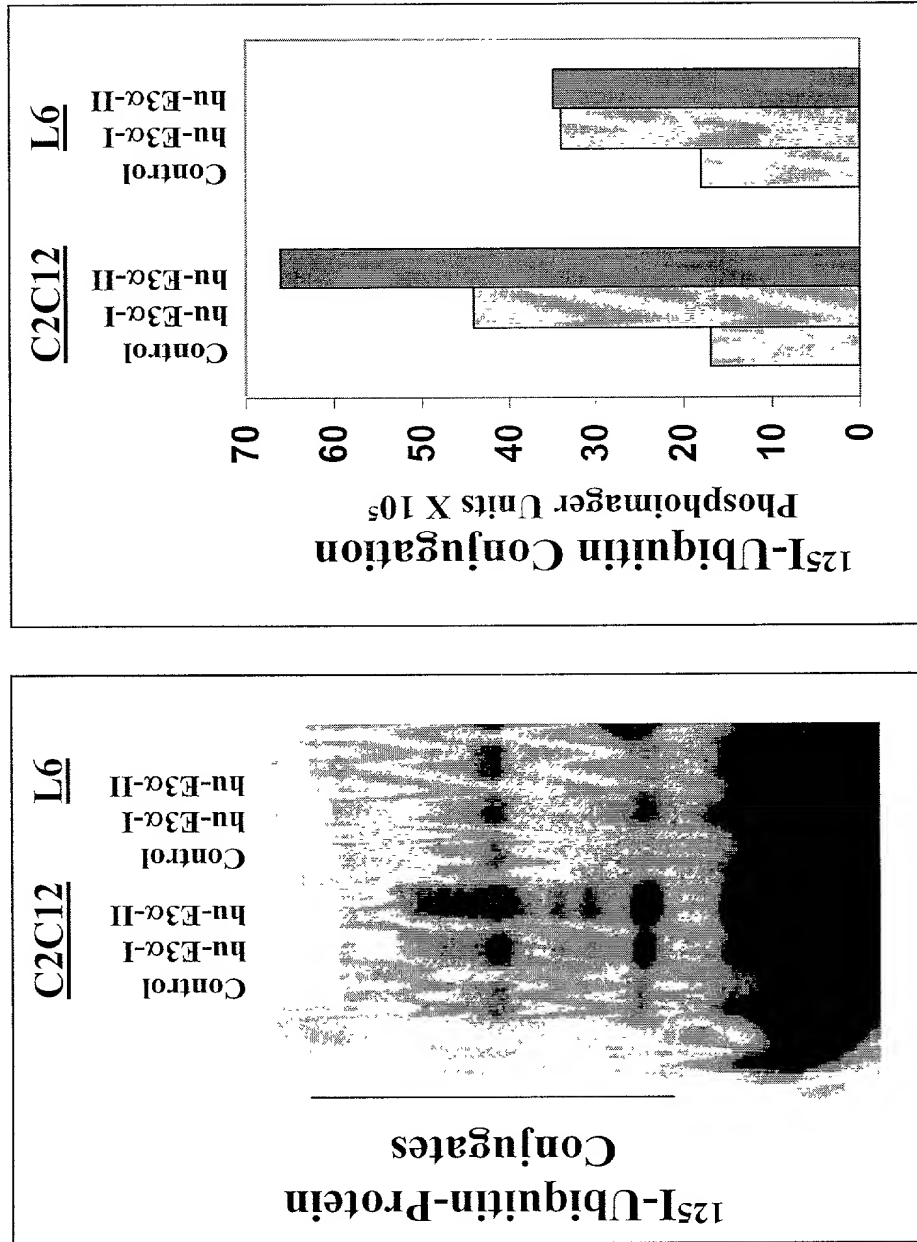 C2C12
L6
Control
hu-E3α-I
hu-E3α-II
Control
hu-E3α-I
hu-E3α-II
70
60
50
40
30
20
10
0
¹²⁵I-Ubiquitin Conjugation
Phosphoimager Units X 10⁵
C2C12
L6
Control
hu-E3α-I
hu-E3α-II
Control
hu-E3α-I
hu-E3α-II
¹²⁵I-Ubiquitin-Protein
Conjugates